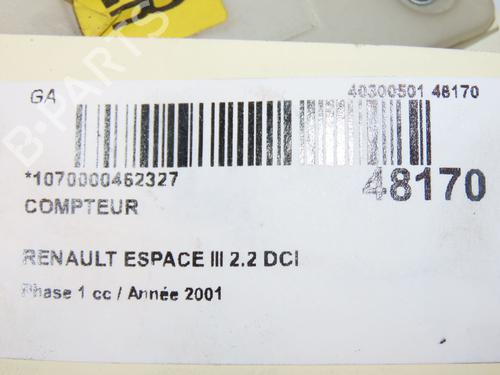 GA 40300501 48170
*1070000462327 48170
COMPTEUR
RENAULT ESPACE III 2.2 DCI
Phase 1 cc / Année 2001
B-PARTS